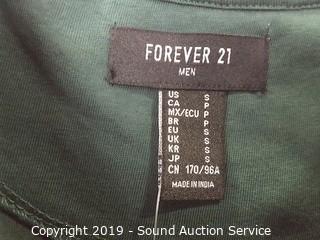 FOREVER 21
MEN
US S
CA P
MX/ECU P
BR P
EU S
UK S
KR S
JP S
CN 170/96A
MADE IN INDIA
Copyright 2019 - Sound Auction Service